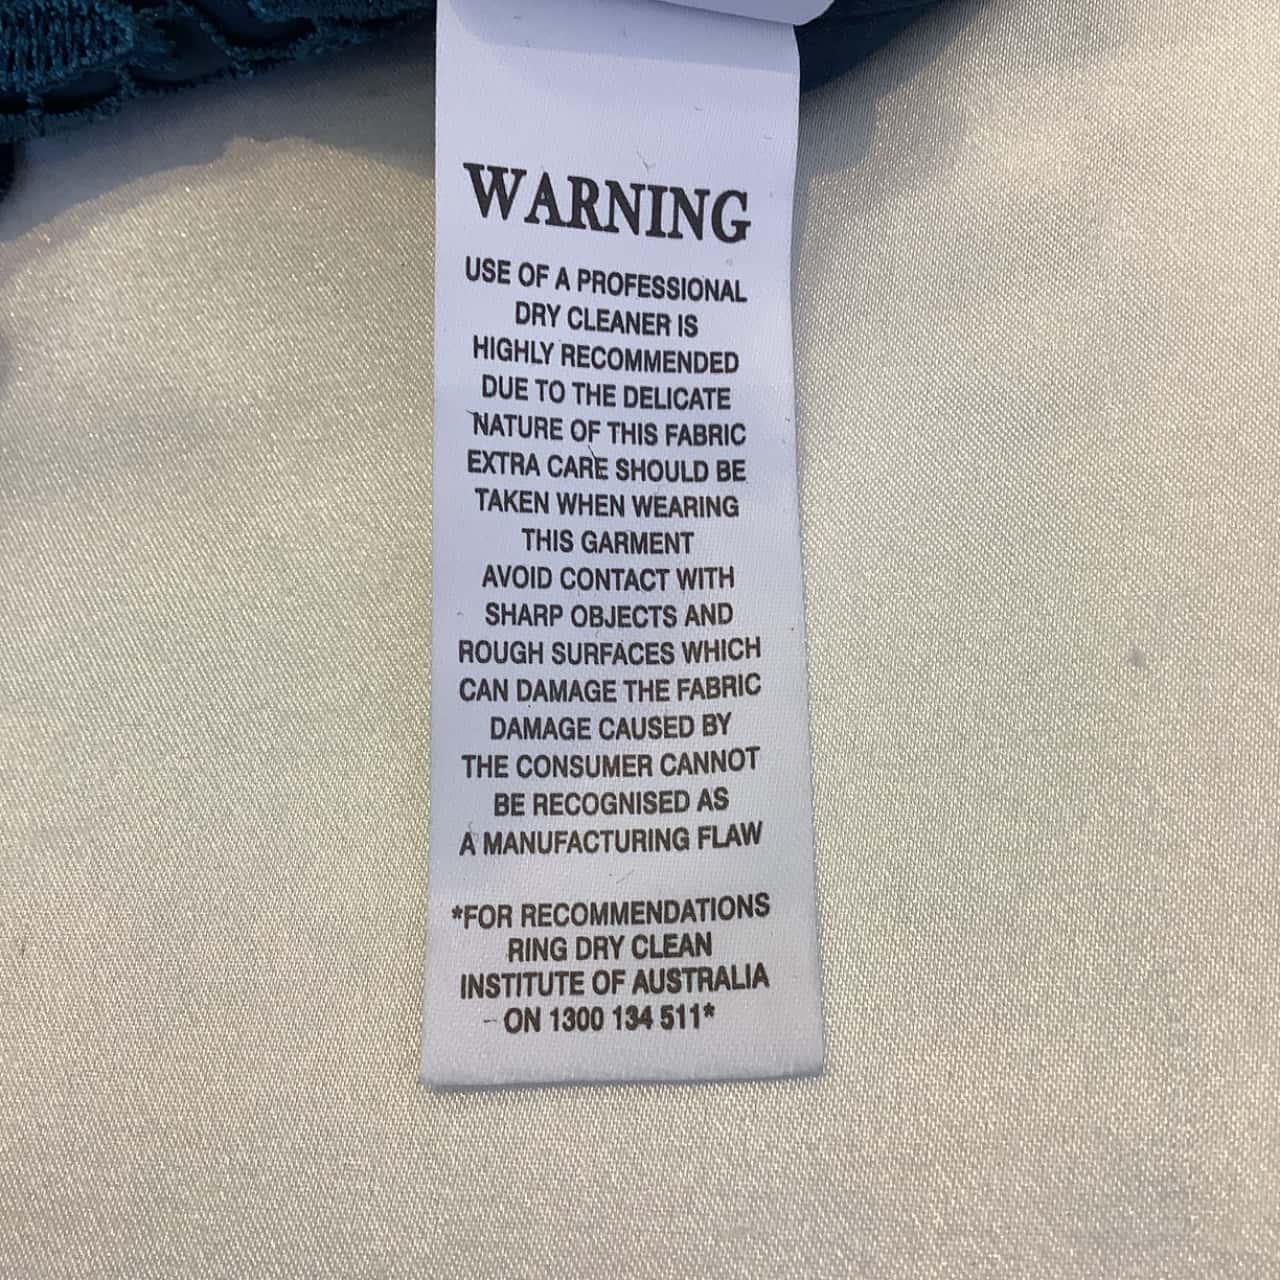 WARNING
USE OF A PROFESSIONAL
DRY CLEANER IS
HIGHLY RECOMMENDED
DUE TO THE DELICATE
NATURE OF THIS FABRIC
EXTRA CARE SHOULD BE
TAKEN WHEN WEARING
THIS GARMENT
AVOID CONTACT WITH
SHARP OBJECTS AND
ROUGH SURFACES WHICH
CAN DAMAGE THE FABRIC
DAMAGE CAUSED BY
THE CONSUMER CANNOT
BE RECOGNISED AS
A MANUFACTURING FLAW
*FOR RECOMMENDATIONS
RING DRY CLEAN
INSTITUTE OF AUSTRALIA
ON 1300 134 511*